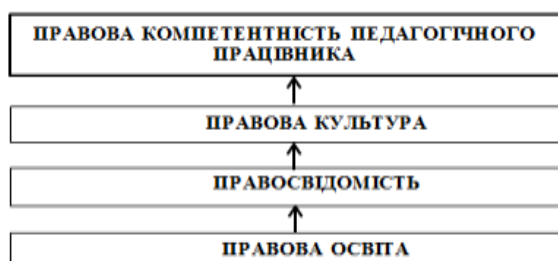 ПРАВОВА КОМПЕТЕНТНІСТЬ ПЕДАГОГІЧНОГО
ПРАЦІВНИКА
ПРАВОВА КУЛЬТУРА
ПРАВОСВІДОМІСТЬ
ПРАВОВА ОСВІТА